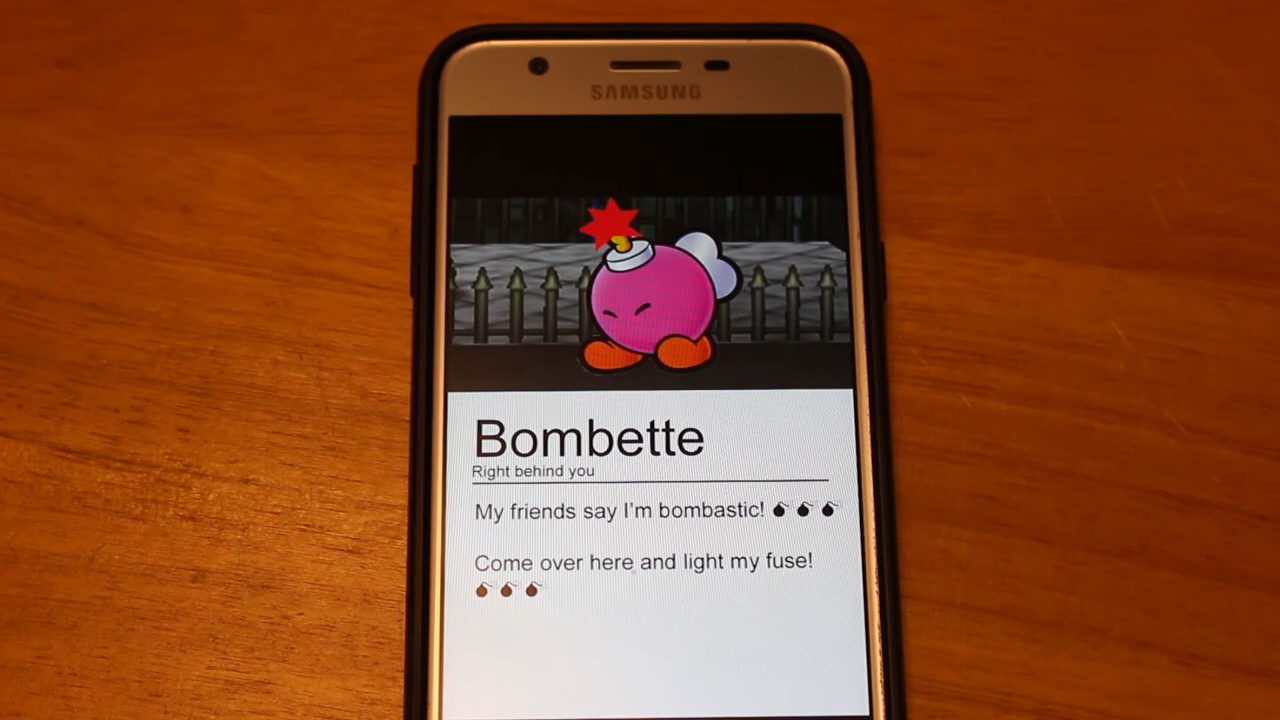 SAMSUNG
Bombette
Right behind you
My friends say I'm bombastic! 💣 💣 💣
Come over here and light my fuse!
💣 💣 💣